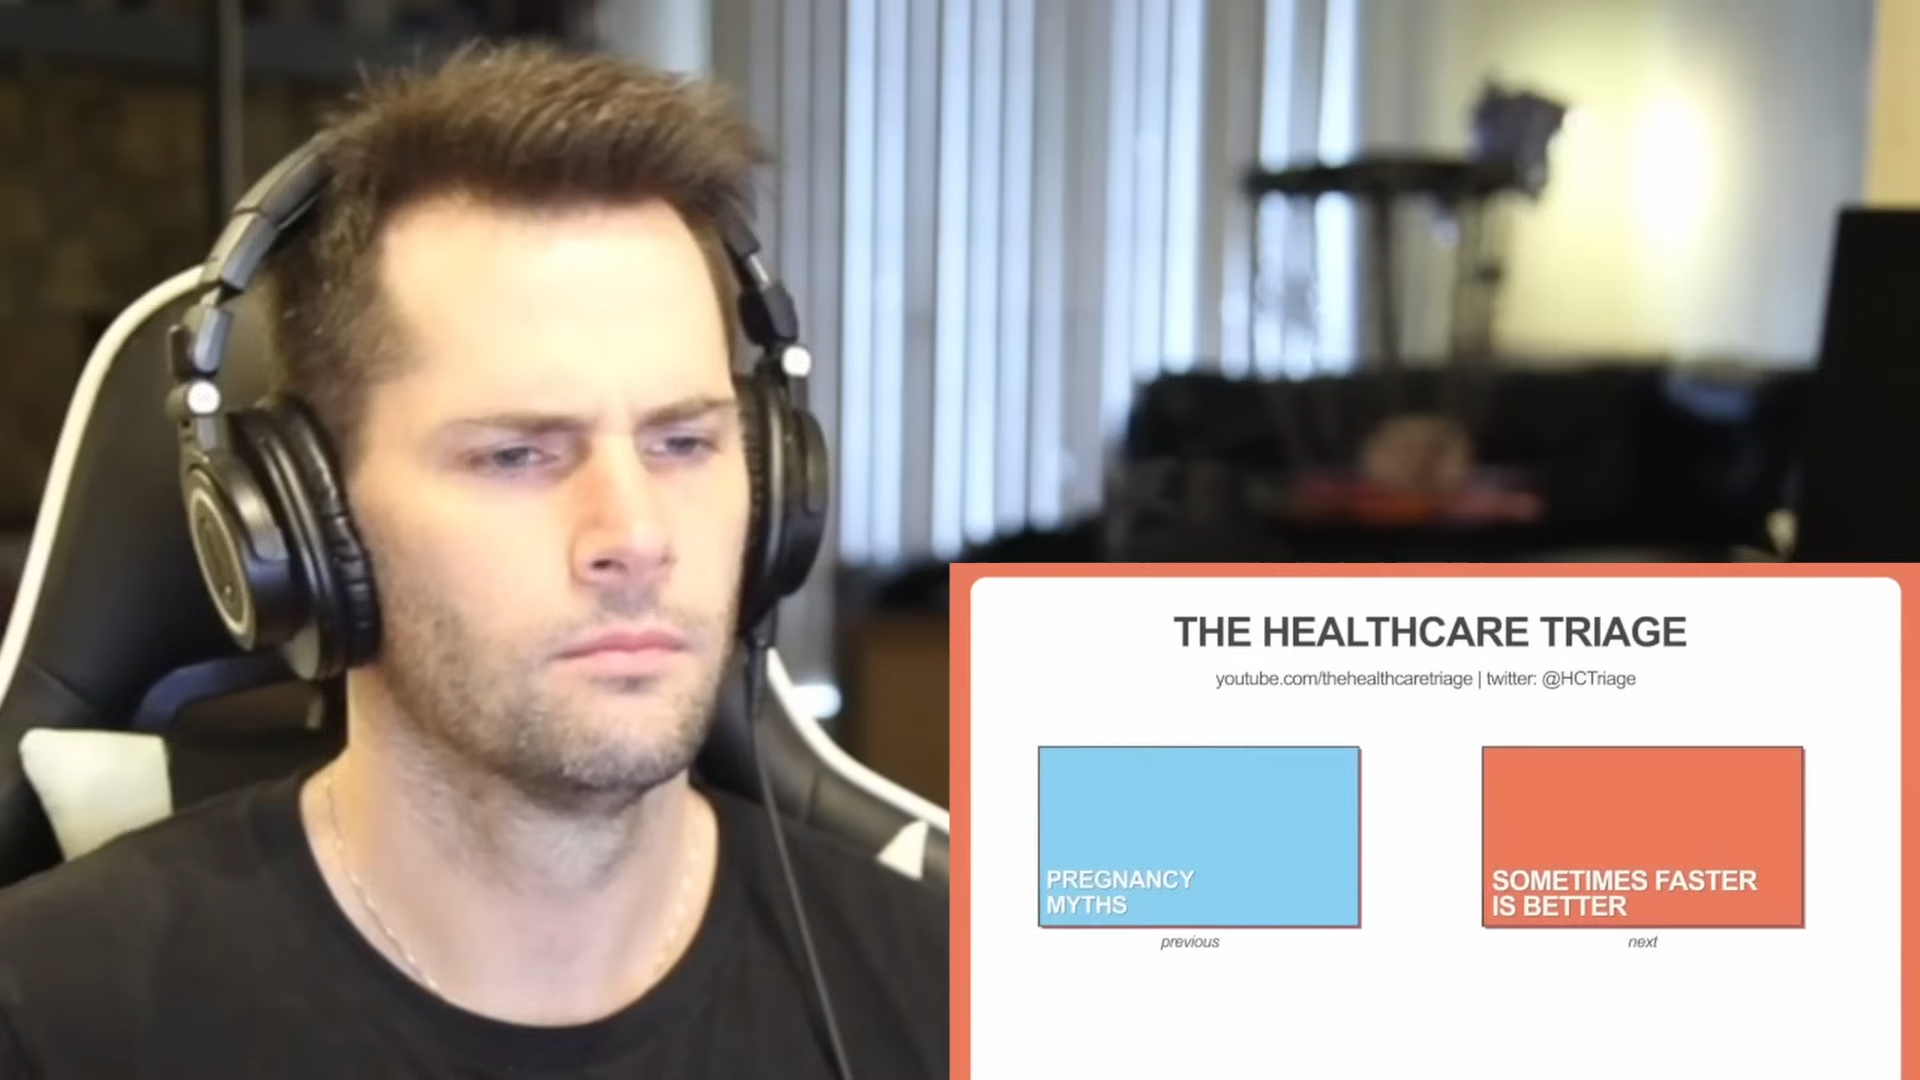 THE HEALTHCARE TRIAGE
youtube.com/thehealthcaretriage | twitter: @HCTriage
PREGNANCY
MYTHS
previous
SOMETIMES FASTER
IS BETTER
next